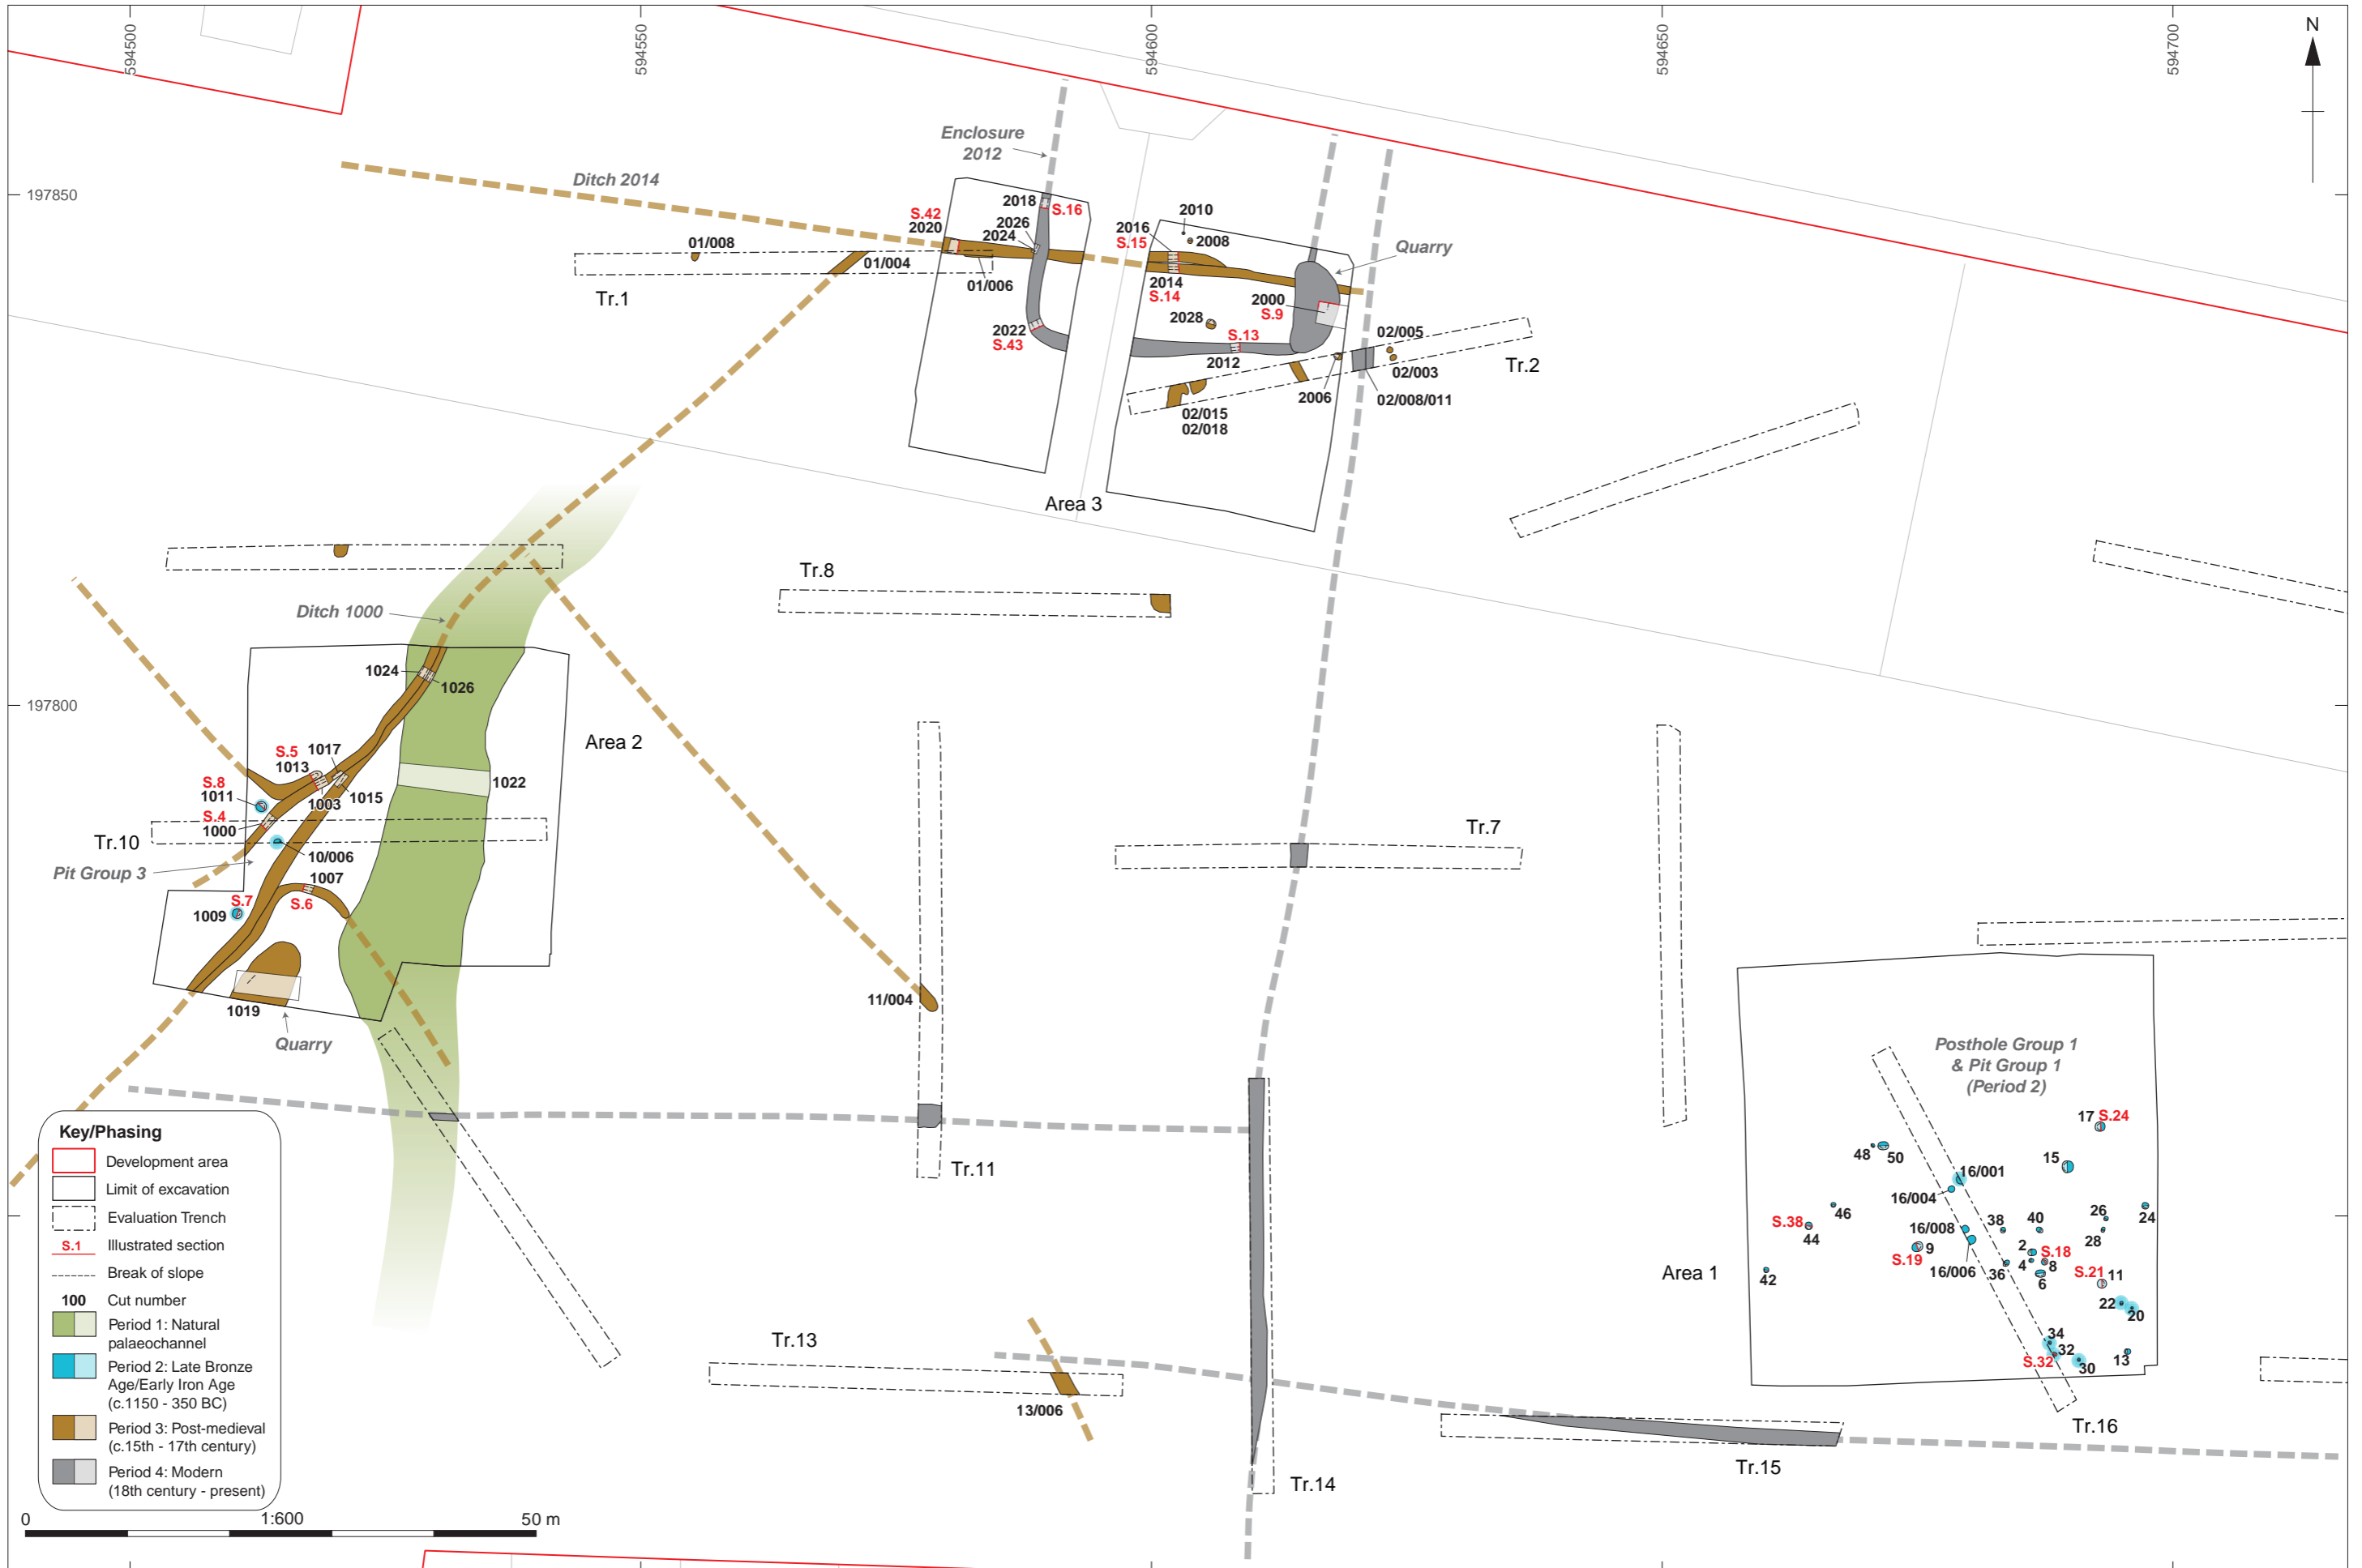 594500
594550
594600
594650
594700
N
197850
197800
Enclosure
2012
Ditch 2014
S.42
2020
2018
S.16
2026
2024
01/008
01/004
01/006
Tr.1
2022
S.43
2010
2016
2008
S.15
Quarry
2014
S.14
2000
S.9
2028
S.13
2012
02/005
02/003
Tr.2
2006
02/008/011
02/015
02/018
Area 3
Tr.8
Ditch 1000
1024
1026
Area 2
S.5
1017
1013
S.8
1011
1003
1015
1022
S.4
1000
Tr.10
10/006
Pit Group 3
1007
S.7
S.6
1009
1019
Quarry
11/004
Tr.7
Tr.11
Posthole Group 1
& Pit Group 1
(Period 2)
17
S.24
15
48
50
16/001
16/004
46
S.38
44
16/008
38
40
26
24
28
9
S.19
2
S.18
4
8
16/006
36
6
S.21
11
42
Area 1
22
20
34
32
S.32
30
13
Tr.16
Tr.13
13/006
Tr.15
Tr.14
Key/Phasing
Development area
Limit of excavation
Evaluation Trench
S.1
Illustrated section
Break of slope
100
Cut number
Period 1: Natural
palaeochannel
Period 2: Late Bronze
Age/Early Iron Age
(c.1150 - 350 BC)
Period 3: Post-medieval
(c.15th - 17th century)
Period 4: Modern
(18th century - present)
0
1:600
50 m